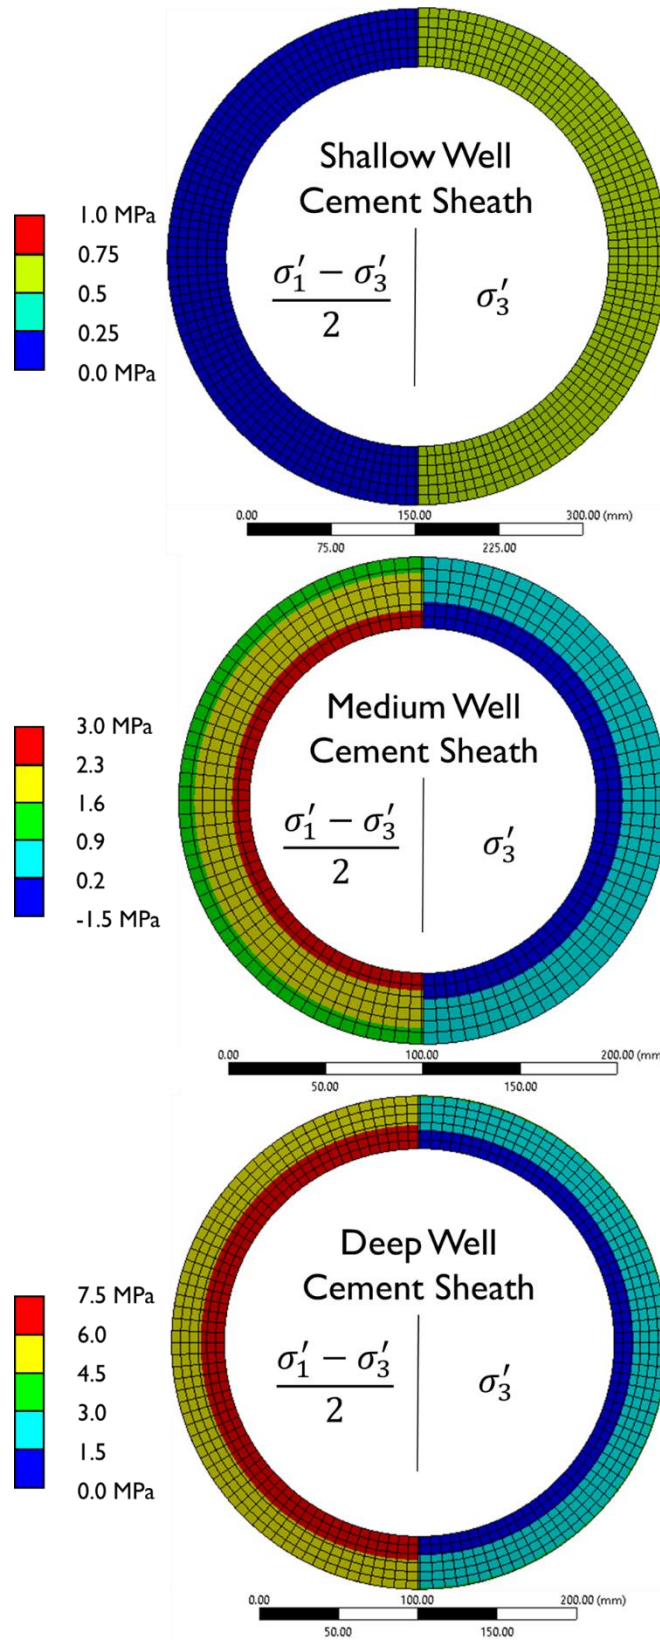 Shallow Well
Cement Sheath
σ′₁ − σ′₃
2
σ′₃
1.0 MPa
0.75
0.5
0.25
0.0 MPa
0.00 150.00 300.00 (mm)
75.00 225.00
Medium Well
Cement Sheath
σ′₁ − σ′₃
2
σ′₃
3.0 MPa
2.3
1.6
0.9
0.2
-1.5 MPa
0.00 100.00 200.00 (mm
50.00 150.00
Deep Well
Cement Sheath
σ′₁ − σ′₃
2
σ′₃
7.5 MPa
6.0
4.5
3.0
1.5
0.0 MPa
0.00 100.00 200.00 (mm)
50.00 150.00